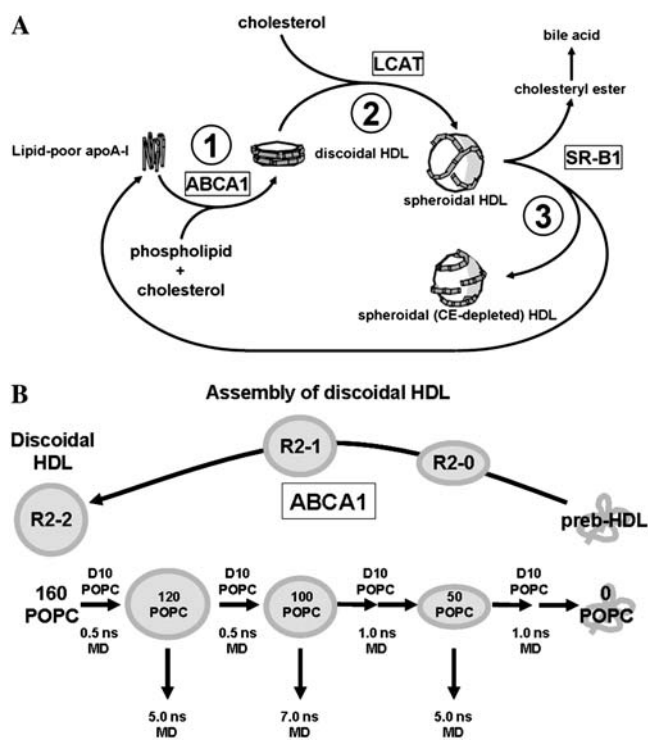 A
cholesterol
LCAT
bile acid
cholesteryl ester
Lipid-poor apoA-I
1
2
discoidal HDL
ABCA1
SR-B1
spheroidal HDL
3
phospholipid
+
cholesterol
spheroidal (CE-depleted) HDL
B
Assembly of discoidal HDL
Discoidal
HDL
R2-1
R2-0
R2-2
ABCA1
preb-HDL
160
POPC
D10
POPC
0.5 ns
MD
120
POPC
D10
POPC
0.5 ns
MD
100
POPC
D10
POPC
1.0 ns
MD
50
POPC
D10
POPC
1.0 ns
MD
0
POPC
5.0 ns
MD
7.0 ns
MD
5.0 ns
MD